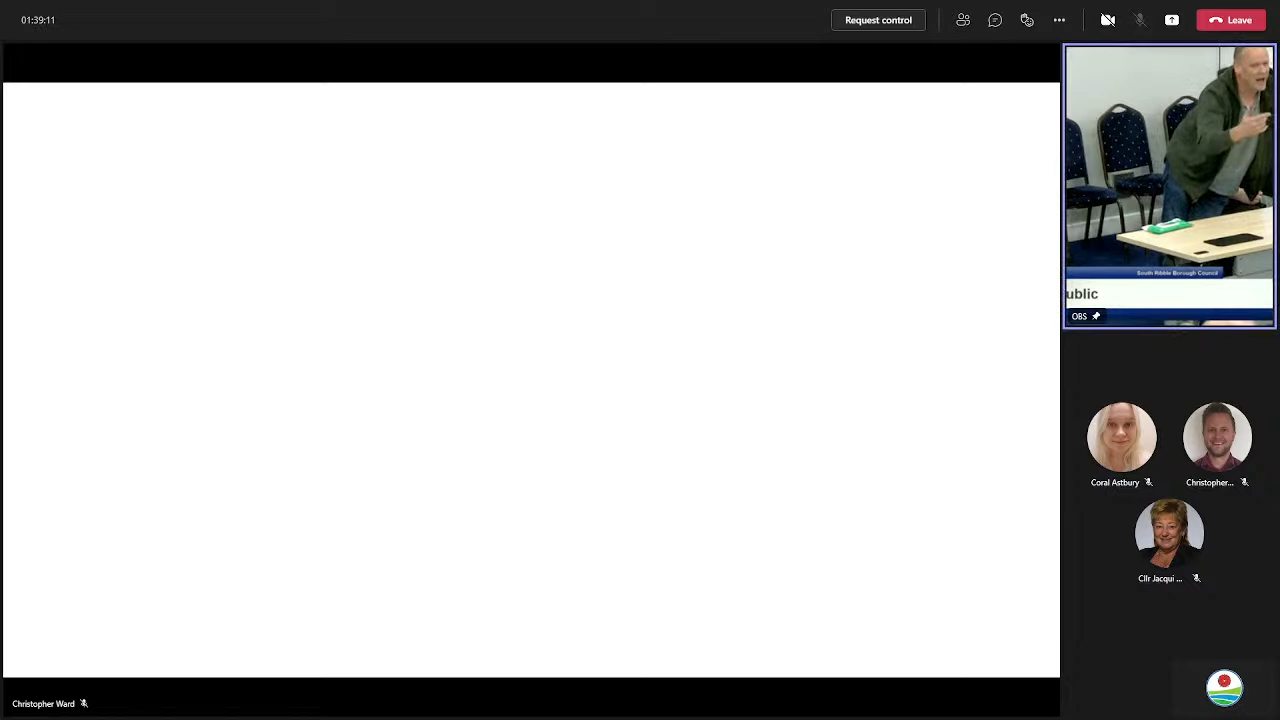 01:39:11
Request control
Leave
South Ribble Borough Council
ublic
OBS
Coral Astbury
Christopher...
Cllr Jacqui ...
Christopher Ward